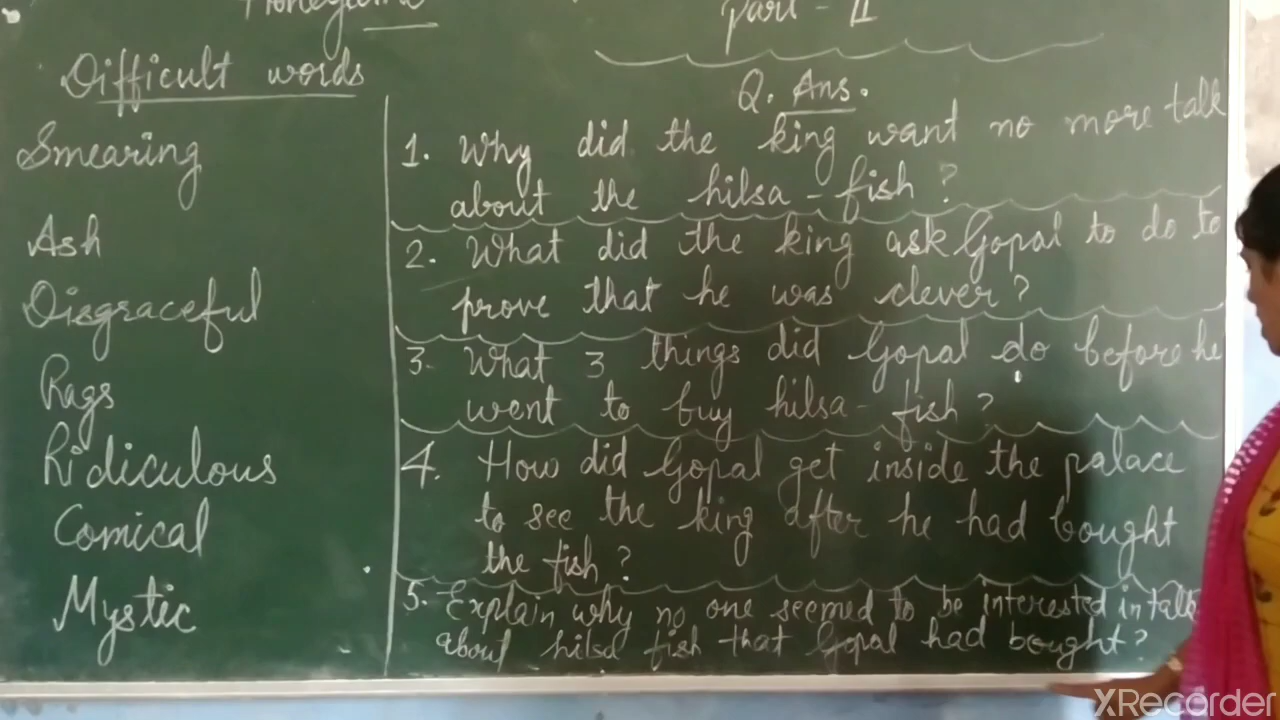 Part - II
Difficult words
Smearing
Ash
Disgraceful
Rags
Ridiculous
Comical
Mystic
Q. Ans.
1. Why did the king want no more talk
about the hilsa - fish ?
2. What did the king ask Gopal to do to
prove that he was clever ?
3. What 3 things did Gopal do before he
went to buy hilsa - fish ?
4. How did Gopal get inside the palace
to see the king after he had bought
the fish ?
5. Explain why no one seemed to be interested in talk
about hilsa fish that Gopal had bought ?
XRecorder